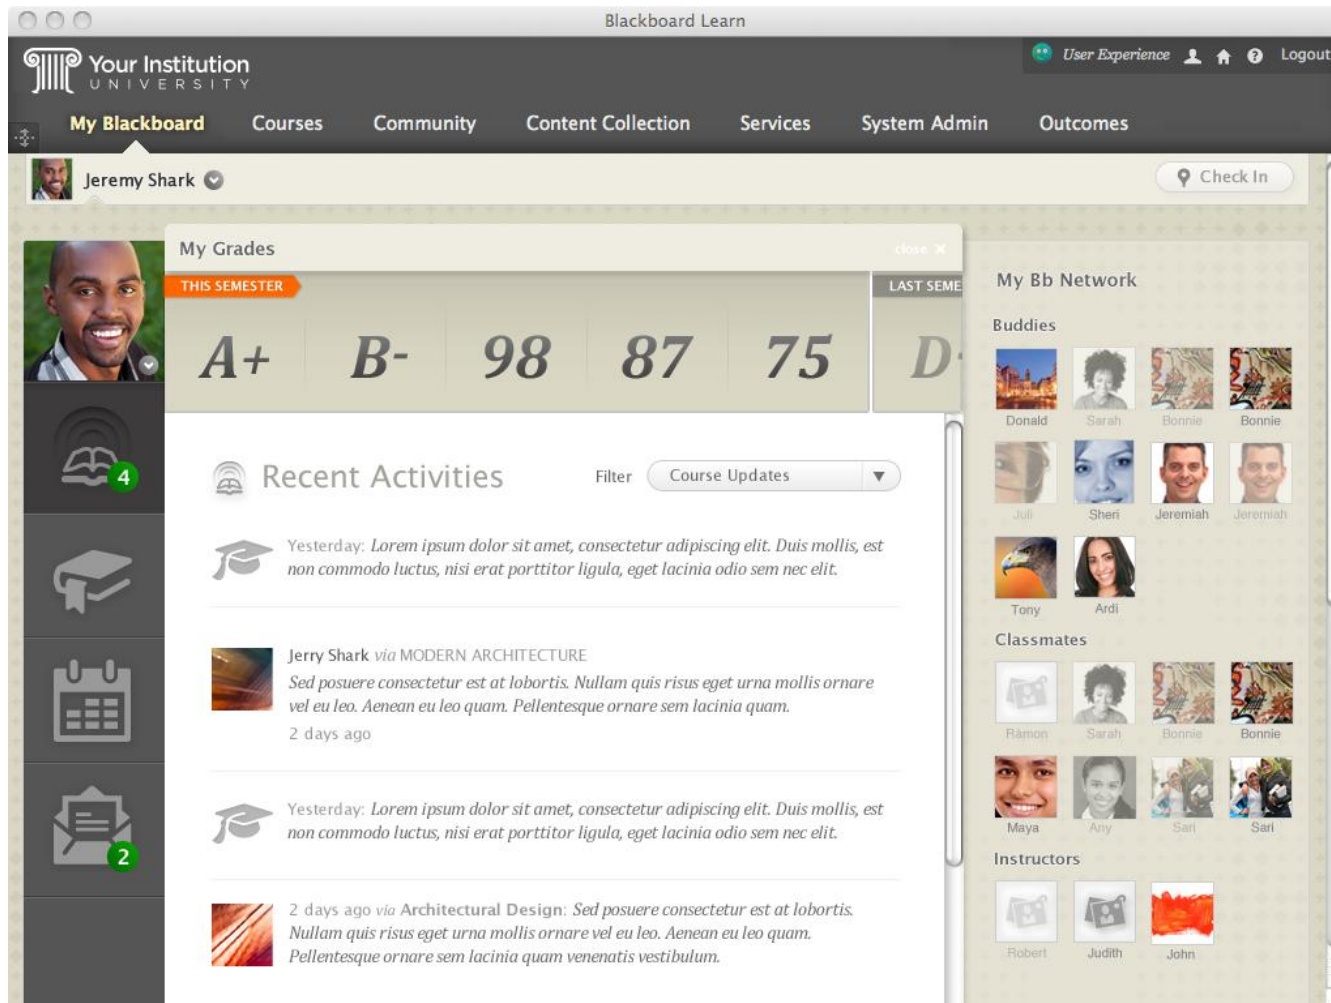 Blackboard Learn
Your Institution
UNIVERSITY
User Experience
Logout
My Blackboard Courses Community Content Collection Services System Admin Outcomes
Jeremy Shark
Check In
My Grades
close
THIS SEMESTER
LAST SEME
A+ B- 98 87 75 D-
4
Recent Activities
Filter Course Updates
Yesterday: Lorem ipsum dolor sit amet, consectetur adipiscing elit. Duis mollis, est
non commodo luctus, nisi erat porttitor ligula, eget lacinia odio sem nec elit.
Jerry Shark via MODERN ARCHITECTURE
Sed posuere consectetur est at lobortis. Nullam quis risus eget urna mollis ornare
vel eu leo. Aenean eu leo quam. Pellentesque ornare sem lacinia quam.
2 days ago
2
Yesterday: Lorem ipsum dolor sit amet, consectetur adipiscing elit. Duis mollis, est
non commodo luctus, nisi erat porttitor ligula, eget lacinia odio sem nec elit.
2 days ago via Architectural Design: Sed posuere consectetur est at lobortis.
Nullam quis risus eget urna mollis ornare vel eu leo. Aenean eu leo quam.
Pellentesque ornare sem lacinia quam venenatis vestibulum.
My Bb Network
Buddies
Donald Sarah Bonnie Bonnie
Juli Sheri Jeremiah Jeremiah
Tony Ardi
Classmates
Ramon Sarah Bonnie Bonnie
Maya Any Sari Sari
Instructors
Robert Judith John